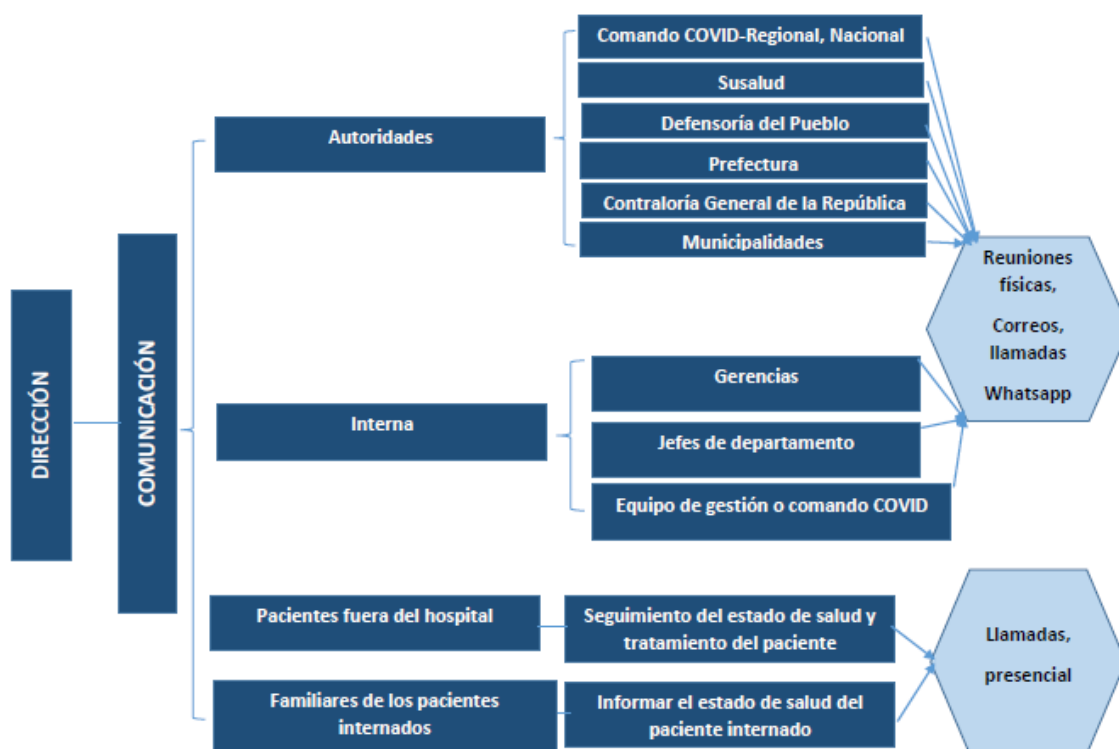 DIRECCIÓN
COMUNICACIÓN
Autoridades
Comando COVID-Regional, Nacional
Susalud
Defensoría del Pueblo
Prefectura
Contraloría General de la República
Municipalidades
Reuniones
físicas,
Correos,
llamadas
Whatsapp
Interna
Gerencias
Jefes de departamento
Equipo de gestión o comando COVID
Pacientes fuera del hospital
Seguimiento del estado de salud y
tratamiento del paciente
Familiares de los pacientes
internados
Informar el estado de salud del
paciente internado
Llamadas,
presencial